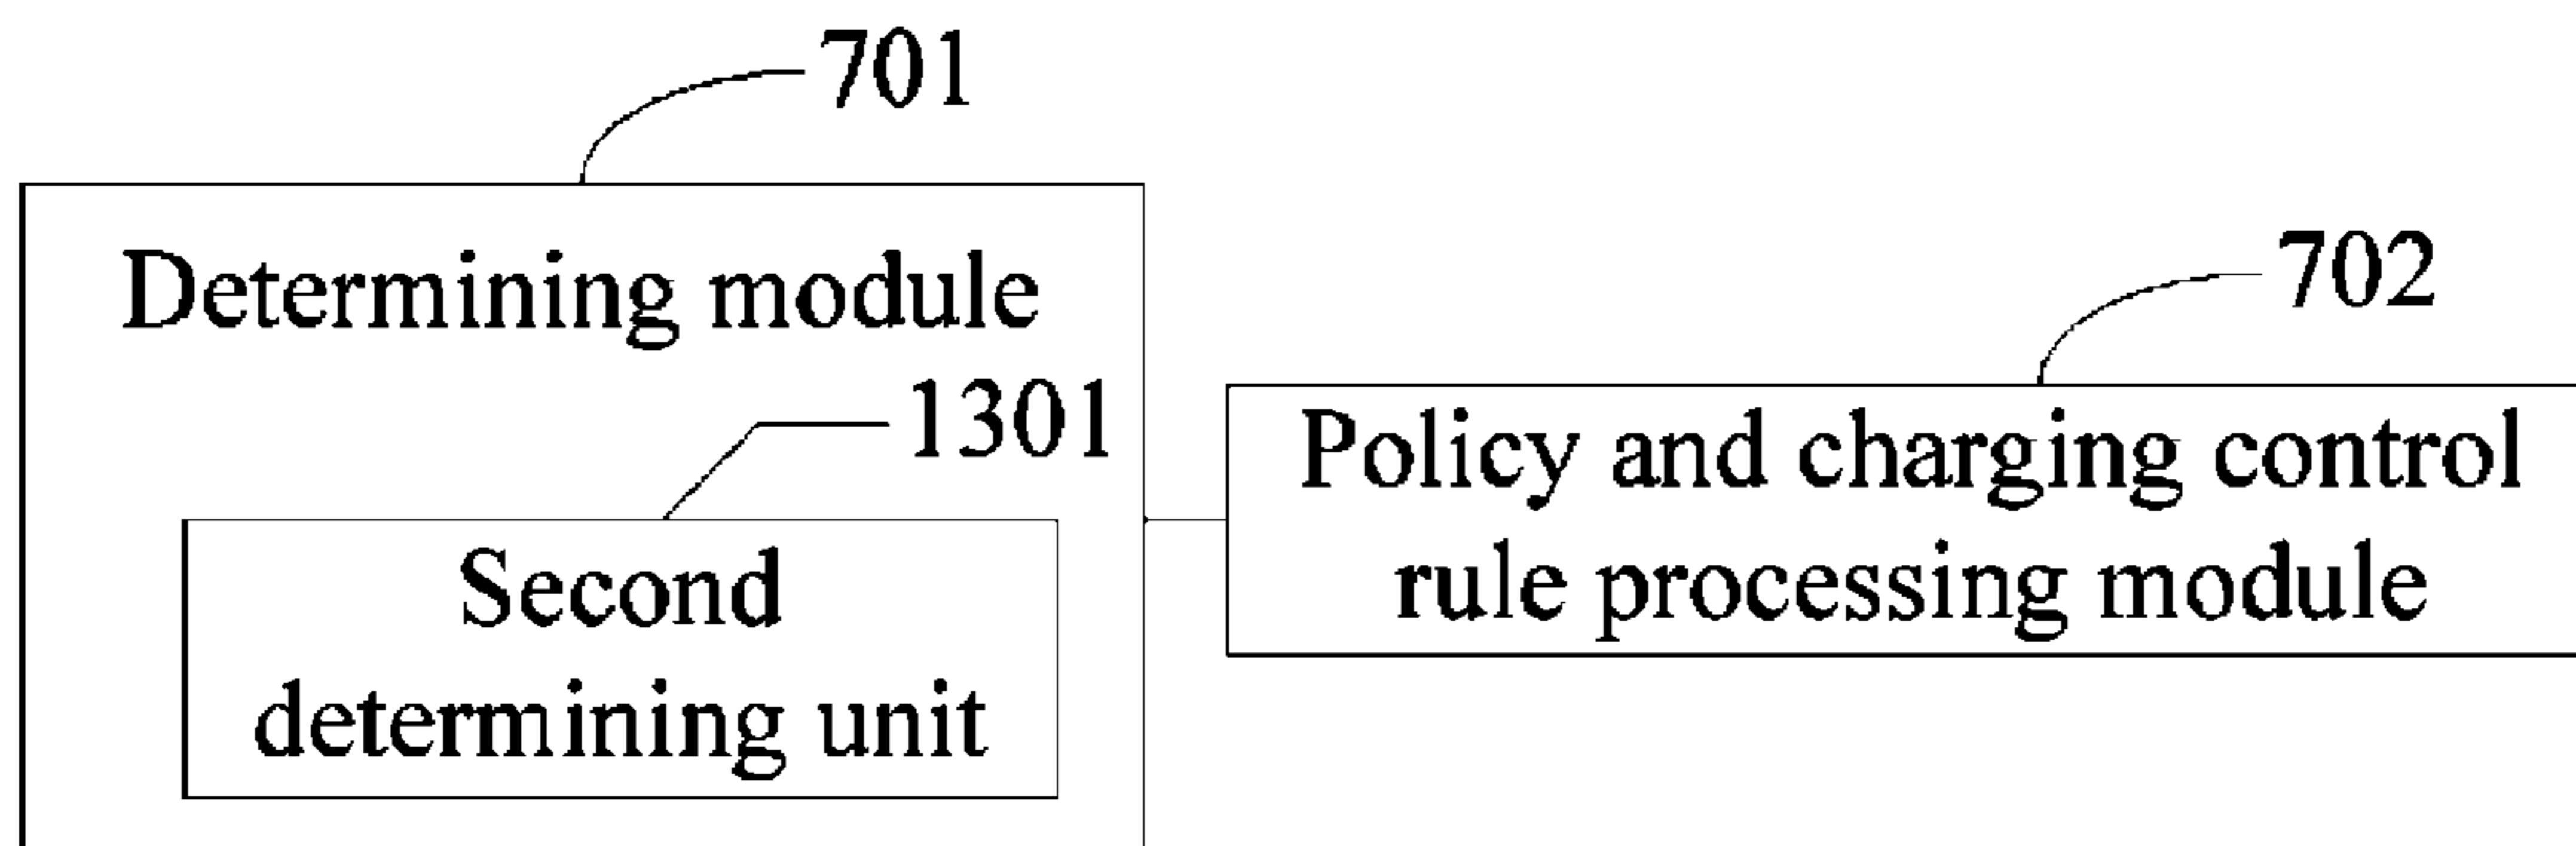 701
Determining module
702
1301
Policy and charging control
rule processing module
Second
determining unit